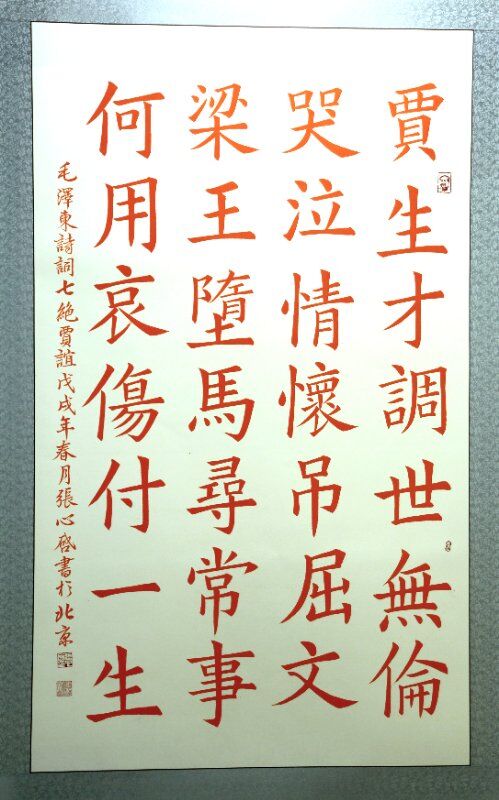 賈生才調世無倫
哭泣情懷吊屈文
梁王墮馬尋常事
何用哀傷付一生
毛澤東詩詞七絶賈誼戊戌年春月張心啓書於北京